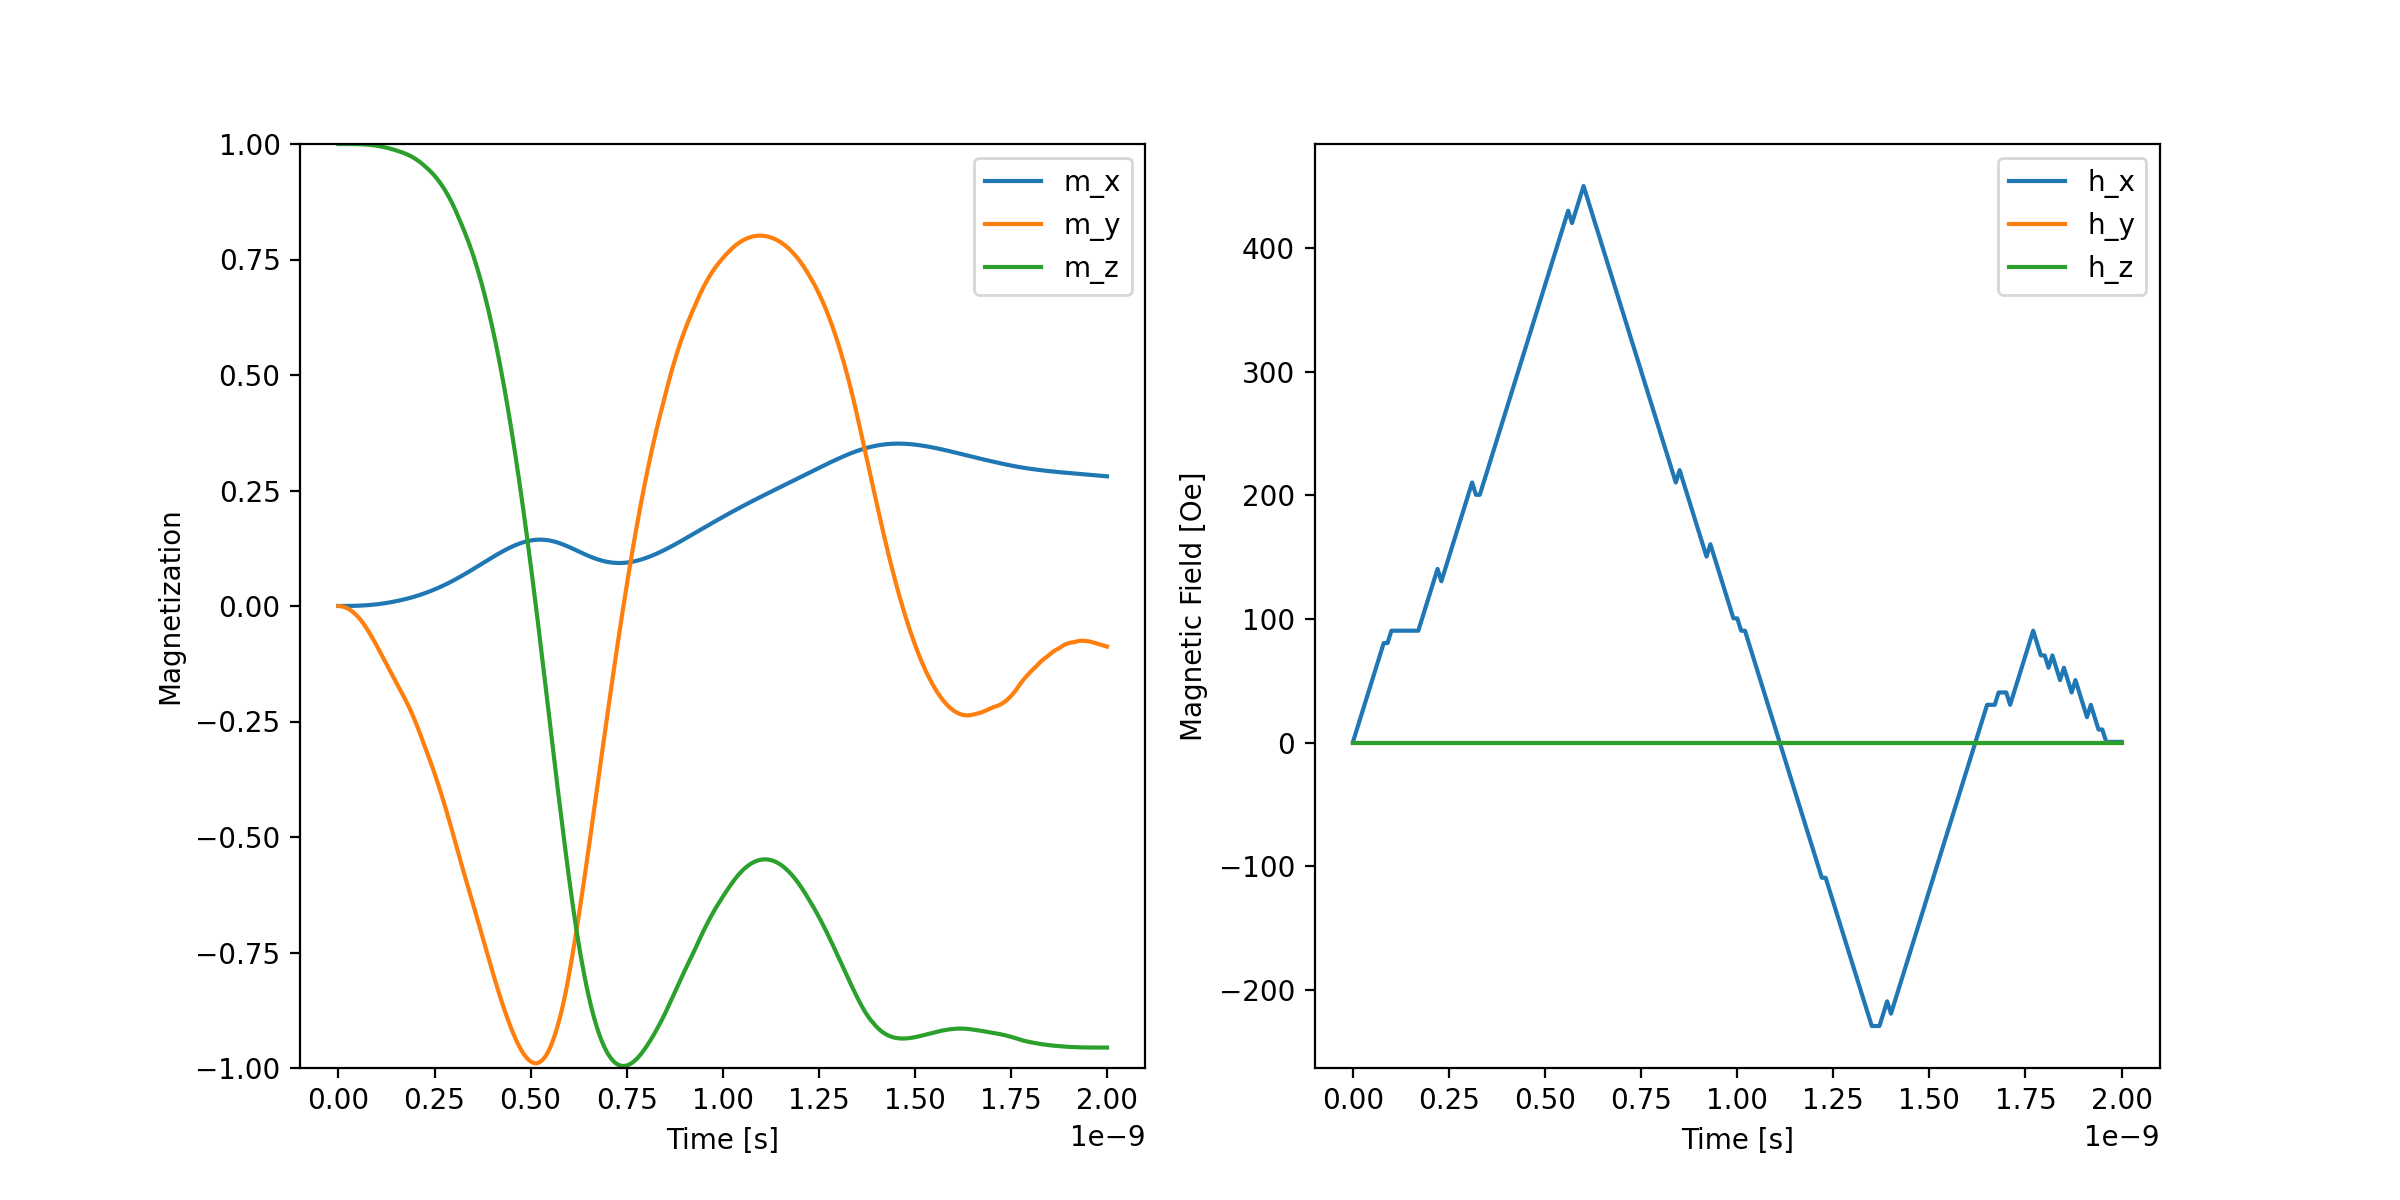 Magnetization
1.00
0.75
0.50
0.25
0.00
−0.25
−0.50
−0.75
−1.00
m_x
m_y
m_z
0.00 0.25 0.50 0.75 1.00 1.25 1.50 1.75 2.00
Time [s]
1e−9
Magnetic Field [Oe]
400
300
200
100
0
−100
−200
h_x
h_y
h_z
0.00 0.25 0.50 0.75 1.00 1.25 1.50 1.75 2.00
Time [s]
1e−9